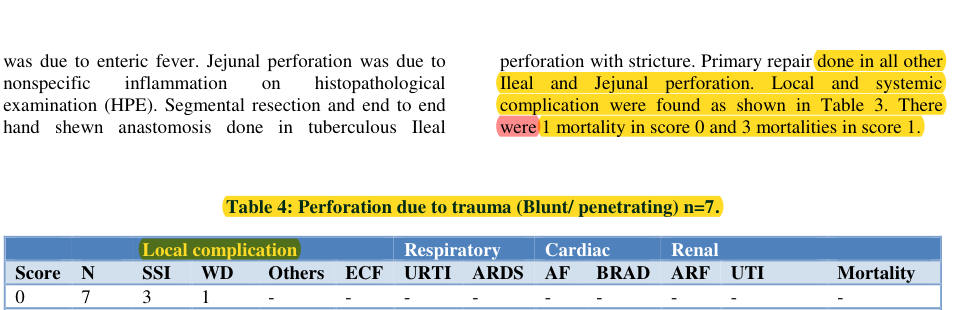 was due to enteric fever. Jejunal perforation was due to
nonspecific inflammation on histopathological
examination (HPE). Segmental resection and end to end
hand shewn anastomosis done in tuberculous Ileal
perforation with stricture. Primary repair done in all other
Ileal and Jejunal perforation. Local and systemic
complication were found as shown in Table 3. There
were 1 mortality in score 0 and 3 mortalities in score 1.
Table 4: Perforation due to trauma (Blunt/ penetrating) n=7.
Local complication Respiratory Cardiac Renal
Score N SSI WD Others ECF URTI ARDS AF BRAD ARF UTI Mortality
0 7 3 1 - - - - - - - - -